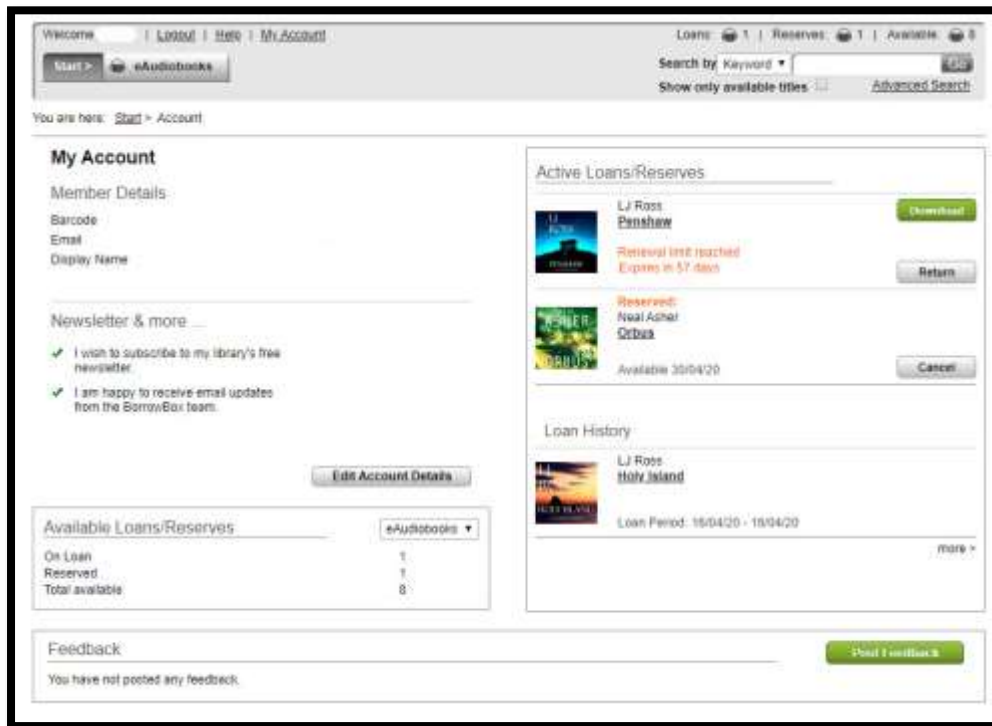 Welcome | Logout | Help | My Account
Loans: 1 | Reserves: 1 | Available: 8
Start > eAudiobooks
Search by Keyword Go
Show only available titles Advanced Search
You are here: Start > Account
My Account
Member Details
Barcode
Email
Display Name
Newsletter & more ...
I wish to subscribe to my library's free
newsletter.
I am happy to receive email updates
from the BorrowBox team.
Edit Account Details
Available Loans/Reserves eAudiobooks
On Loan 1
Reserved 1
Total available 8
Active Loans/Reserves
LJ Ross
Penshaw
Download
Renewal limit reached
Expires in 57 days
Return
PENSHAW
Reserved:
Neal Asher
Orbus
Available 30/04/20
Cancel
ASHER
ORBUS
Loan History
LJ Ross
Holy Island
Loan Period: 16/04/20 - 16/04/20
HOLY ISLAND
more >
Feedback
Post Feedback
You have not posted any feedback.